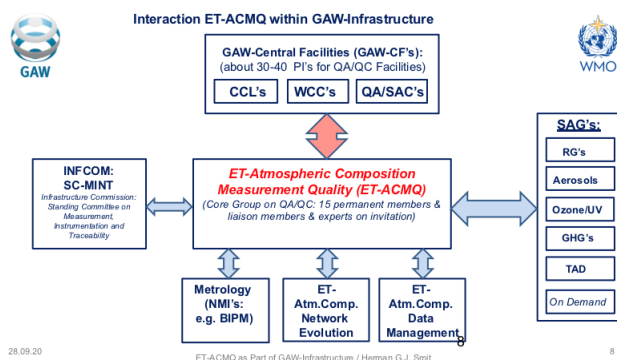 Interaction ET-ACMQ within GAW-Infrastructure
GAW
WMO
GAW-Central Facilities (GAW-CF's):
(about 30-40 PI's for QA/QC Facilities)
CCL's
WCC's
QA/SAC's
SAG's:
RG's
Aerosols
Ozone/UV
GHG's
TAD
On Demand
INFCOM:
SC-MINT
Infrastructure Commission:
Standing Committee on
Measurement,
Instrumentation and
Traceability
ET-Atmospheric Composition
Measurement Quality (ET-ACMQ)
(Core Group on QA/QC: 15 permanent members &
liaison members & experts on invitation)
Metrology
(NMI's:
e.g. BIPM)
ET-
Atm.Comp.
Network
Evolution
ET-
Atm.Comp.
Data
Management
8
28.09.20
ET-ACMQ as Part of GAW-Infrastructure / Herman G.J. Smit
8